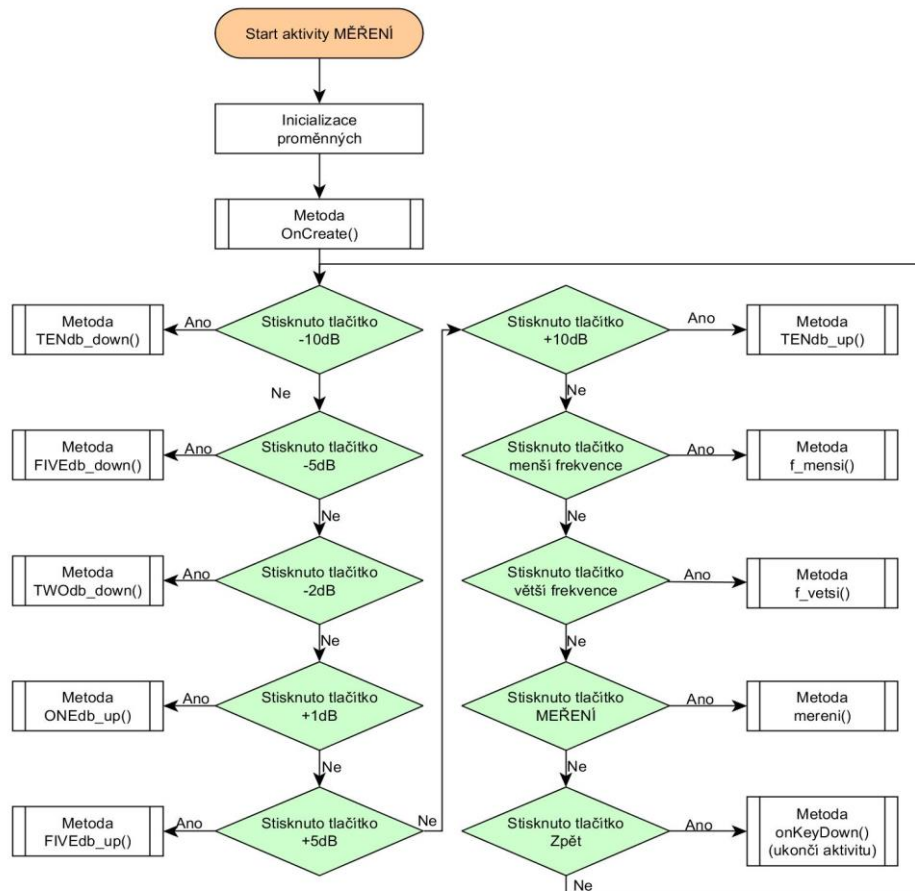 Start aktivity MĚŘENÍ
Inicializace
proměnných
Metoda
OnCreate()
Metoda
TENdb_down()
Ano
Stisknuto tlačítko
-10dB
Ne
Metoda
FIVEdb_down()
Ano
Stisknuto tlačítko
-5dB
Ne
Metoda
TWOdb_down()
Ano
Stisknuto tlačítko
-2dB
Ne
Metoda
ONEdb_up()
Ano
Stisknuto tlačítko
+1dB
Ne
Metoda
FIVEdb_up()
Ano
Stisknuto tlačítko
+5dB
Ne
Stisknuto tlačítko
+10dB
Ano
Metoda
TENdb_up()
Ne
Stisknuto tlačítko
menší frekvence
Ano
Metoda
f_mensi()
Ne
Stisknuto tlačítko
větší frekvence
Ano
Metoda
f_vetsi()
Ne
Stisknuto tlačítko
MEŘENÍ
Ano
Metoda
mereni()
Ne
Stisknuto tlačítko
Zpět
Ano
Metoda
onKeyDown()
(ukončí aktivitu)
Ne